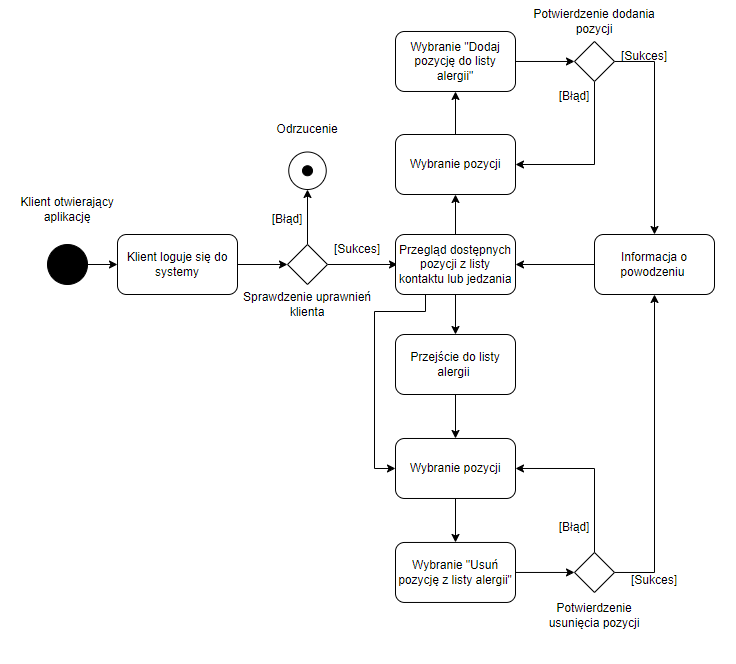 Potwierdzenie dodania
pozycji
Wybranie "Dodaj
pozycję do listy
alergii"
[Sukces]
[Błąd]
Odrzucenie
Wybranie pozycji
Klient otwierający
aplikację
[Błąd]
Klient loguje się do
systemy
[Sukces]
Przegląd dostępnych
pozycji z listy
kontaktu lub jedzania
Informacja o
powodzeniu
Sprawdzenie uprawnień
klienta
Przejście do listy
alergii
Wybranie pozycji
[Błąd]
Wybranie "Usuń
pozycję z listy alergii"
[Sukces]
Potwierdzenie
usunięcia pozycji